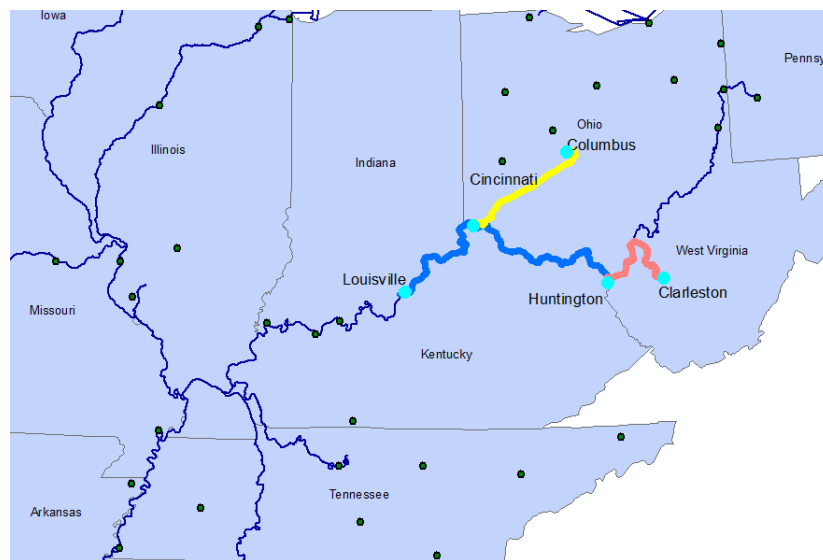 Iowa
Pennsy
Ohio
Columbus
Illinois
Indiana
Cincinnati
West Virginia
Louisville
Huntington
Clarleston
Missouri
Kentucky
Tennessee
Arkansas